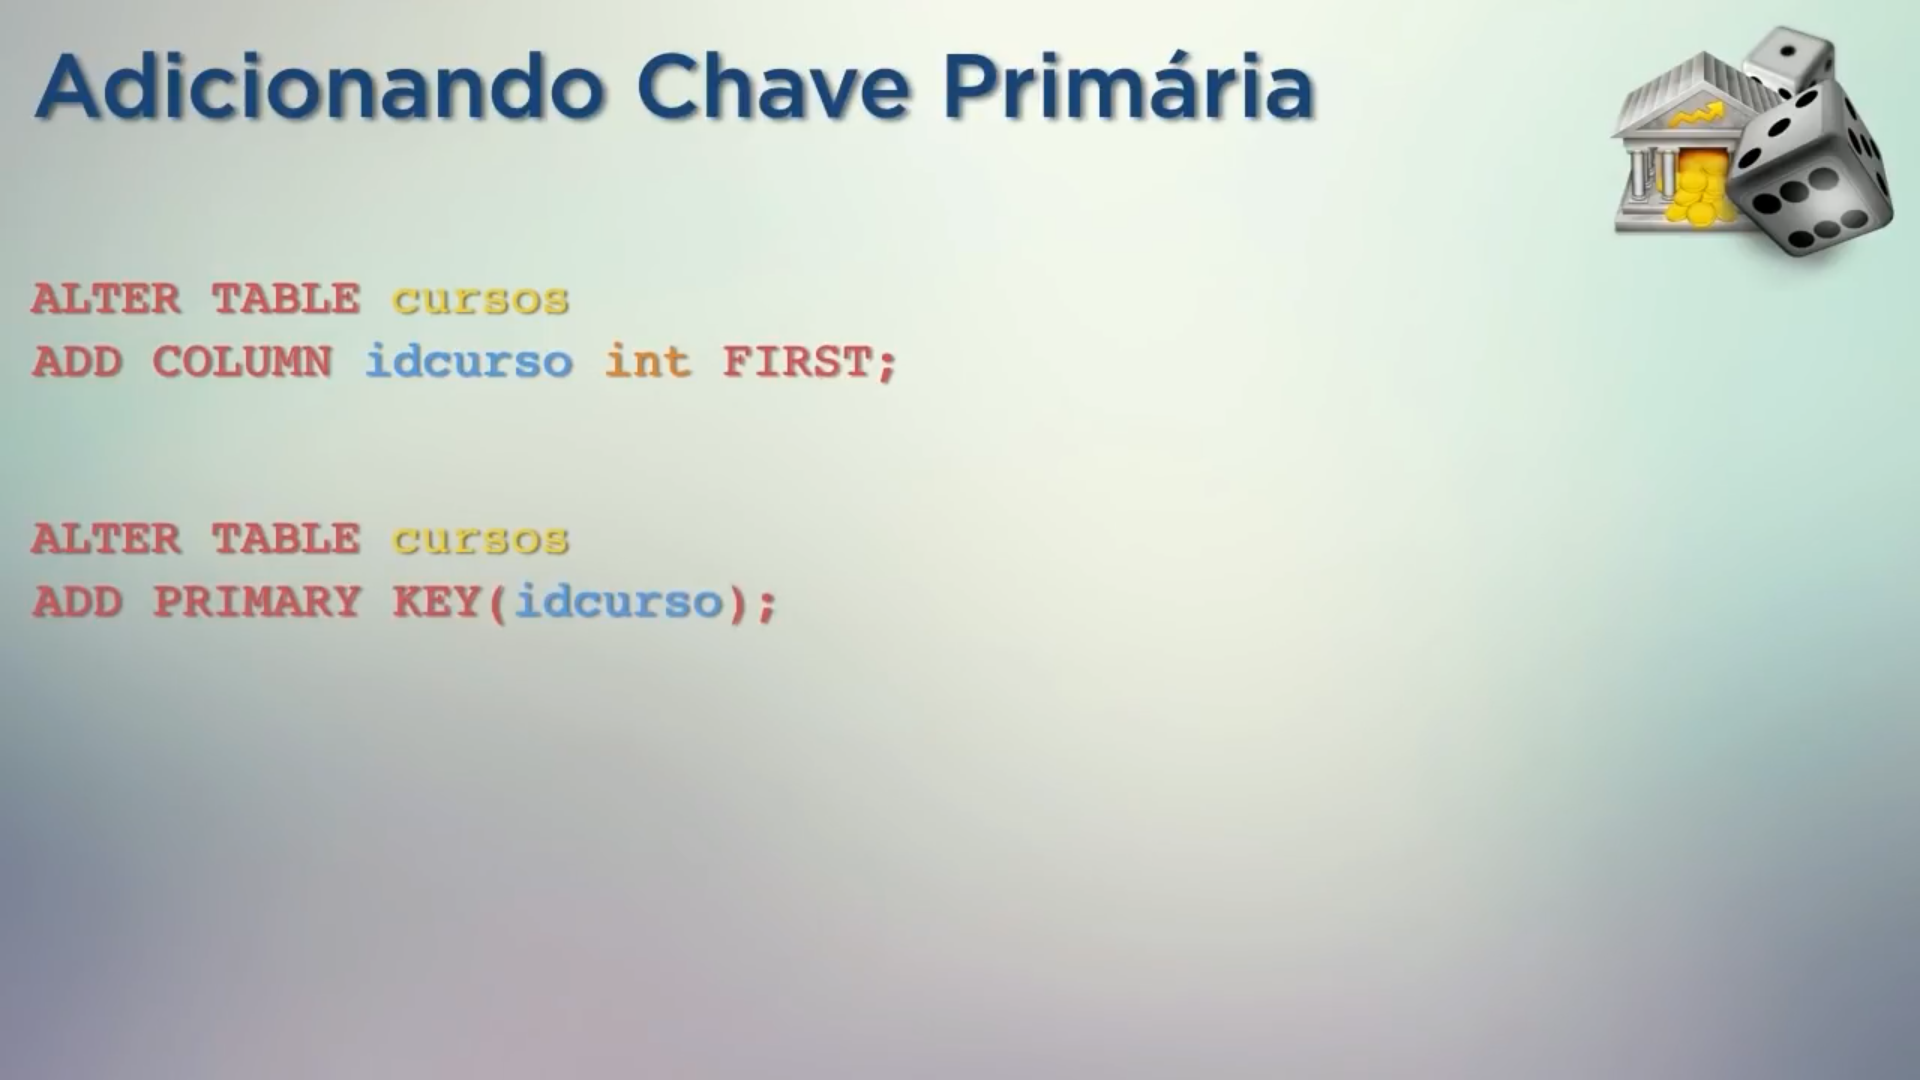 Adicionando Chave Primária
ALTER TABLE cursos
ADD COLUMN idcurso int FIRST;
ALTER TABLE cursos
ADD PRIMARY KEY(idcurso);